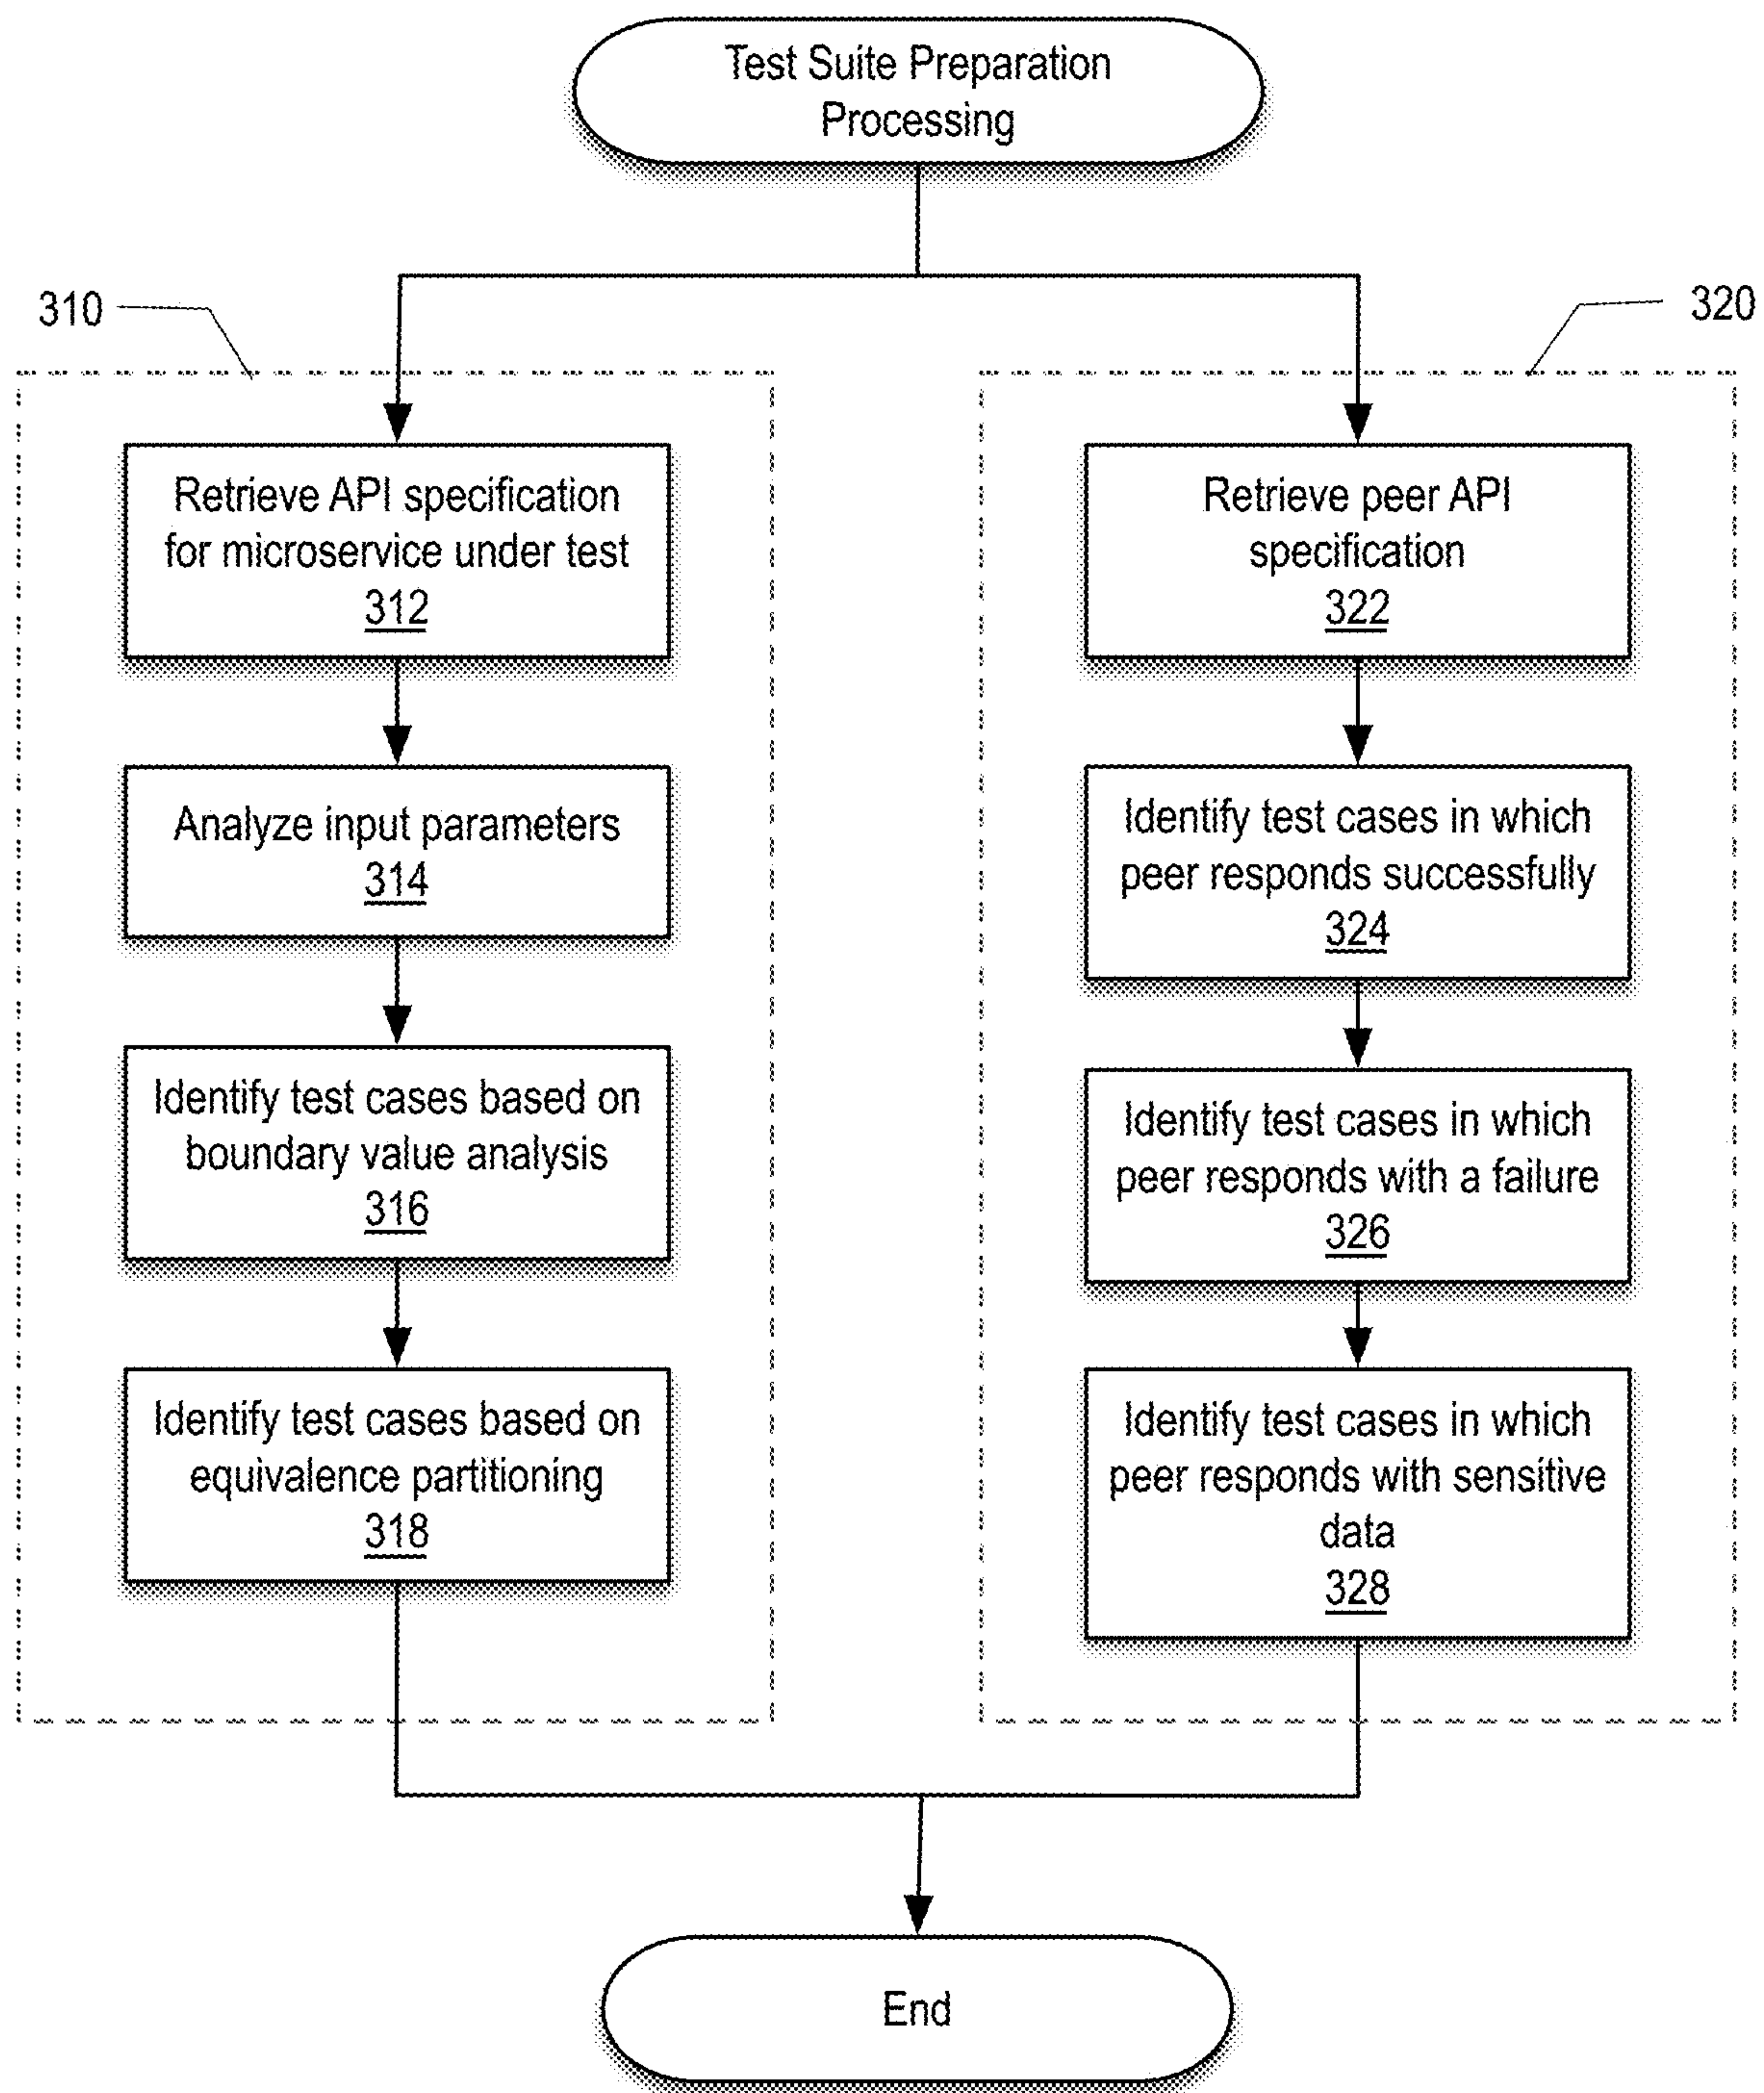 Test Suite Preparation
Processing
310
320
Retrieve API specification
for microservice under test
312
Analyze input parameters
314
Identify test cases based on
boundary value analysis
316
Identify test cases based on
equivalence partitioning
318
Retrieve peer API
specification
322
Identify test cases in which
peer responds successfully
324
Identify test cases in which
peer responds with a failure
326
Identify test cases in which
peer responds with sensitive
data
328
End